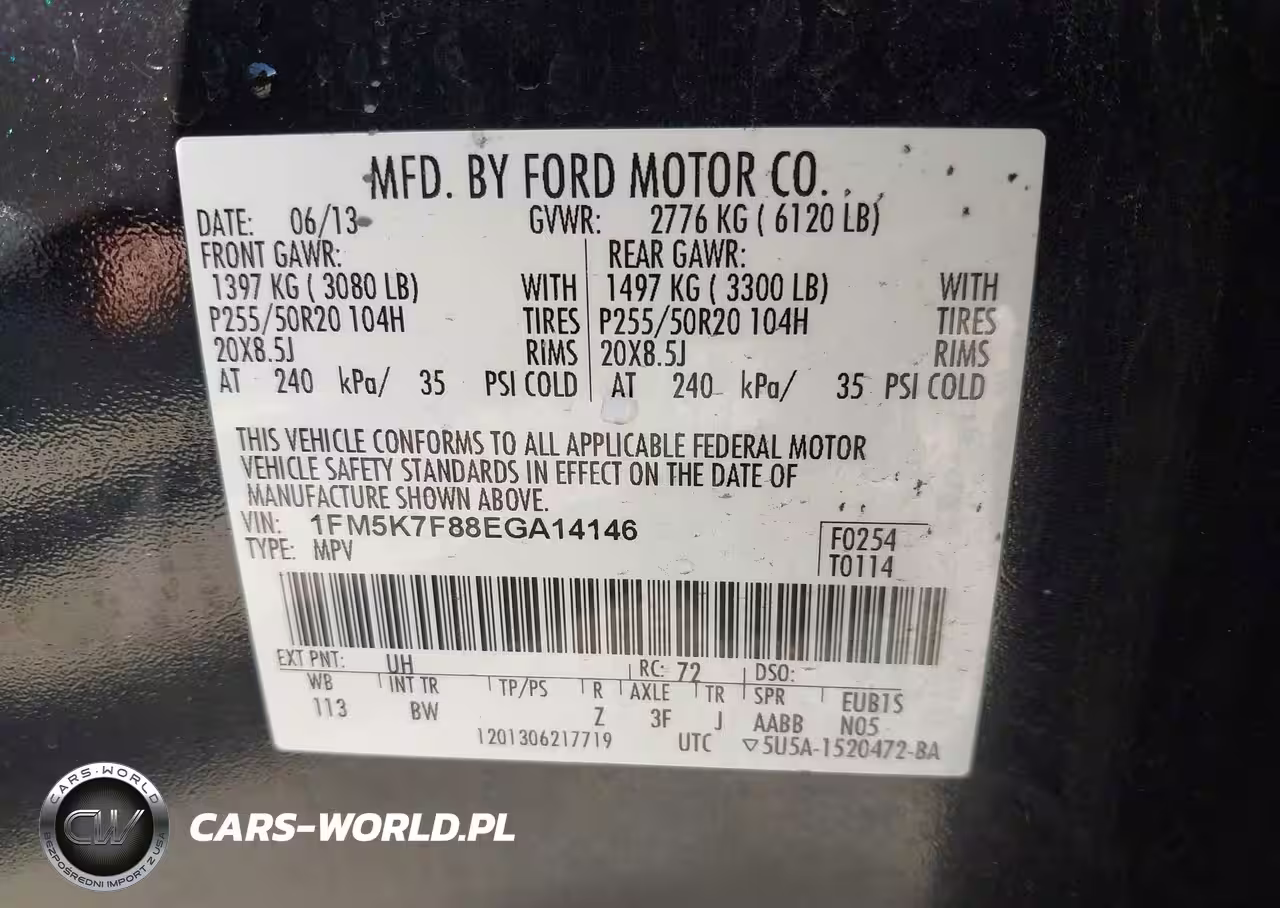 MFD. BY FORD MOTOR CO.
DATE: 06/13 GVWR: 2776 KG ( 6120 LB)
FRONT GAWR: REAR GAWR:
1397 KG ( 3080 LB) WITH 1497 KG ( 3300 LB) WITH
P255/50R20 104H TIRES P255/50R20 104H TIRES
20X8.5J RIMS 20X8.5J RIMS
AT 240 kPa/ 35 PSI COLD AT 240 kPa/ 35 PSI COLD
THIS VEHICLE CONFORMS TO ALL APPLICABLE FEDERAL MOTOR
VEHICLE SAFETY STANDARDS IN EFFECT ON THE DATE OF
MANUFACTURE SHOWN ABOVE.
VIN: 1FM5K7F88EGA14146
TYPE: MPV
F0254
T0114
EXT PNT: UH RC: 72 DSO:
WB INT TR TP/PS R AXLE TR SPR EUB1S
113 BW Z 3F J AABB N05
1201306217719 UTC ▽5U5A-1520472-BA
CARS-WORLD
CW
BEZPOŚREDNI IMPORT Z USA
CARS-WORLD.PL